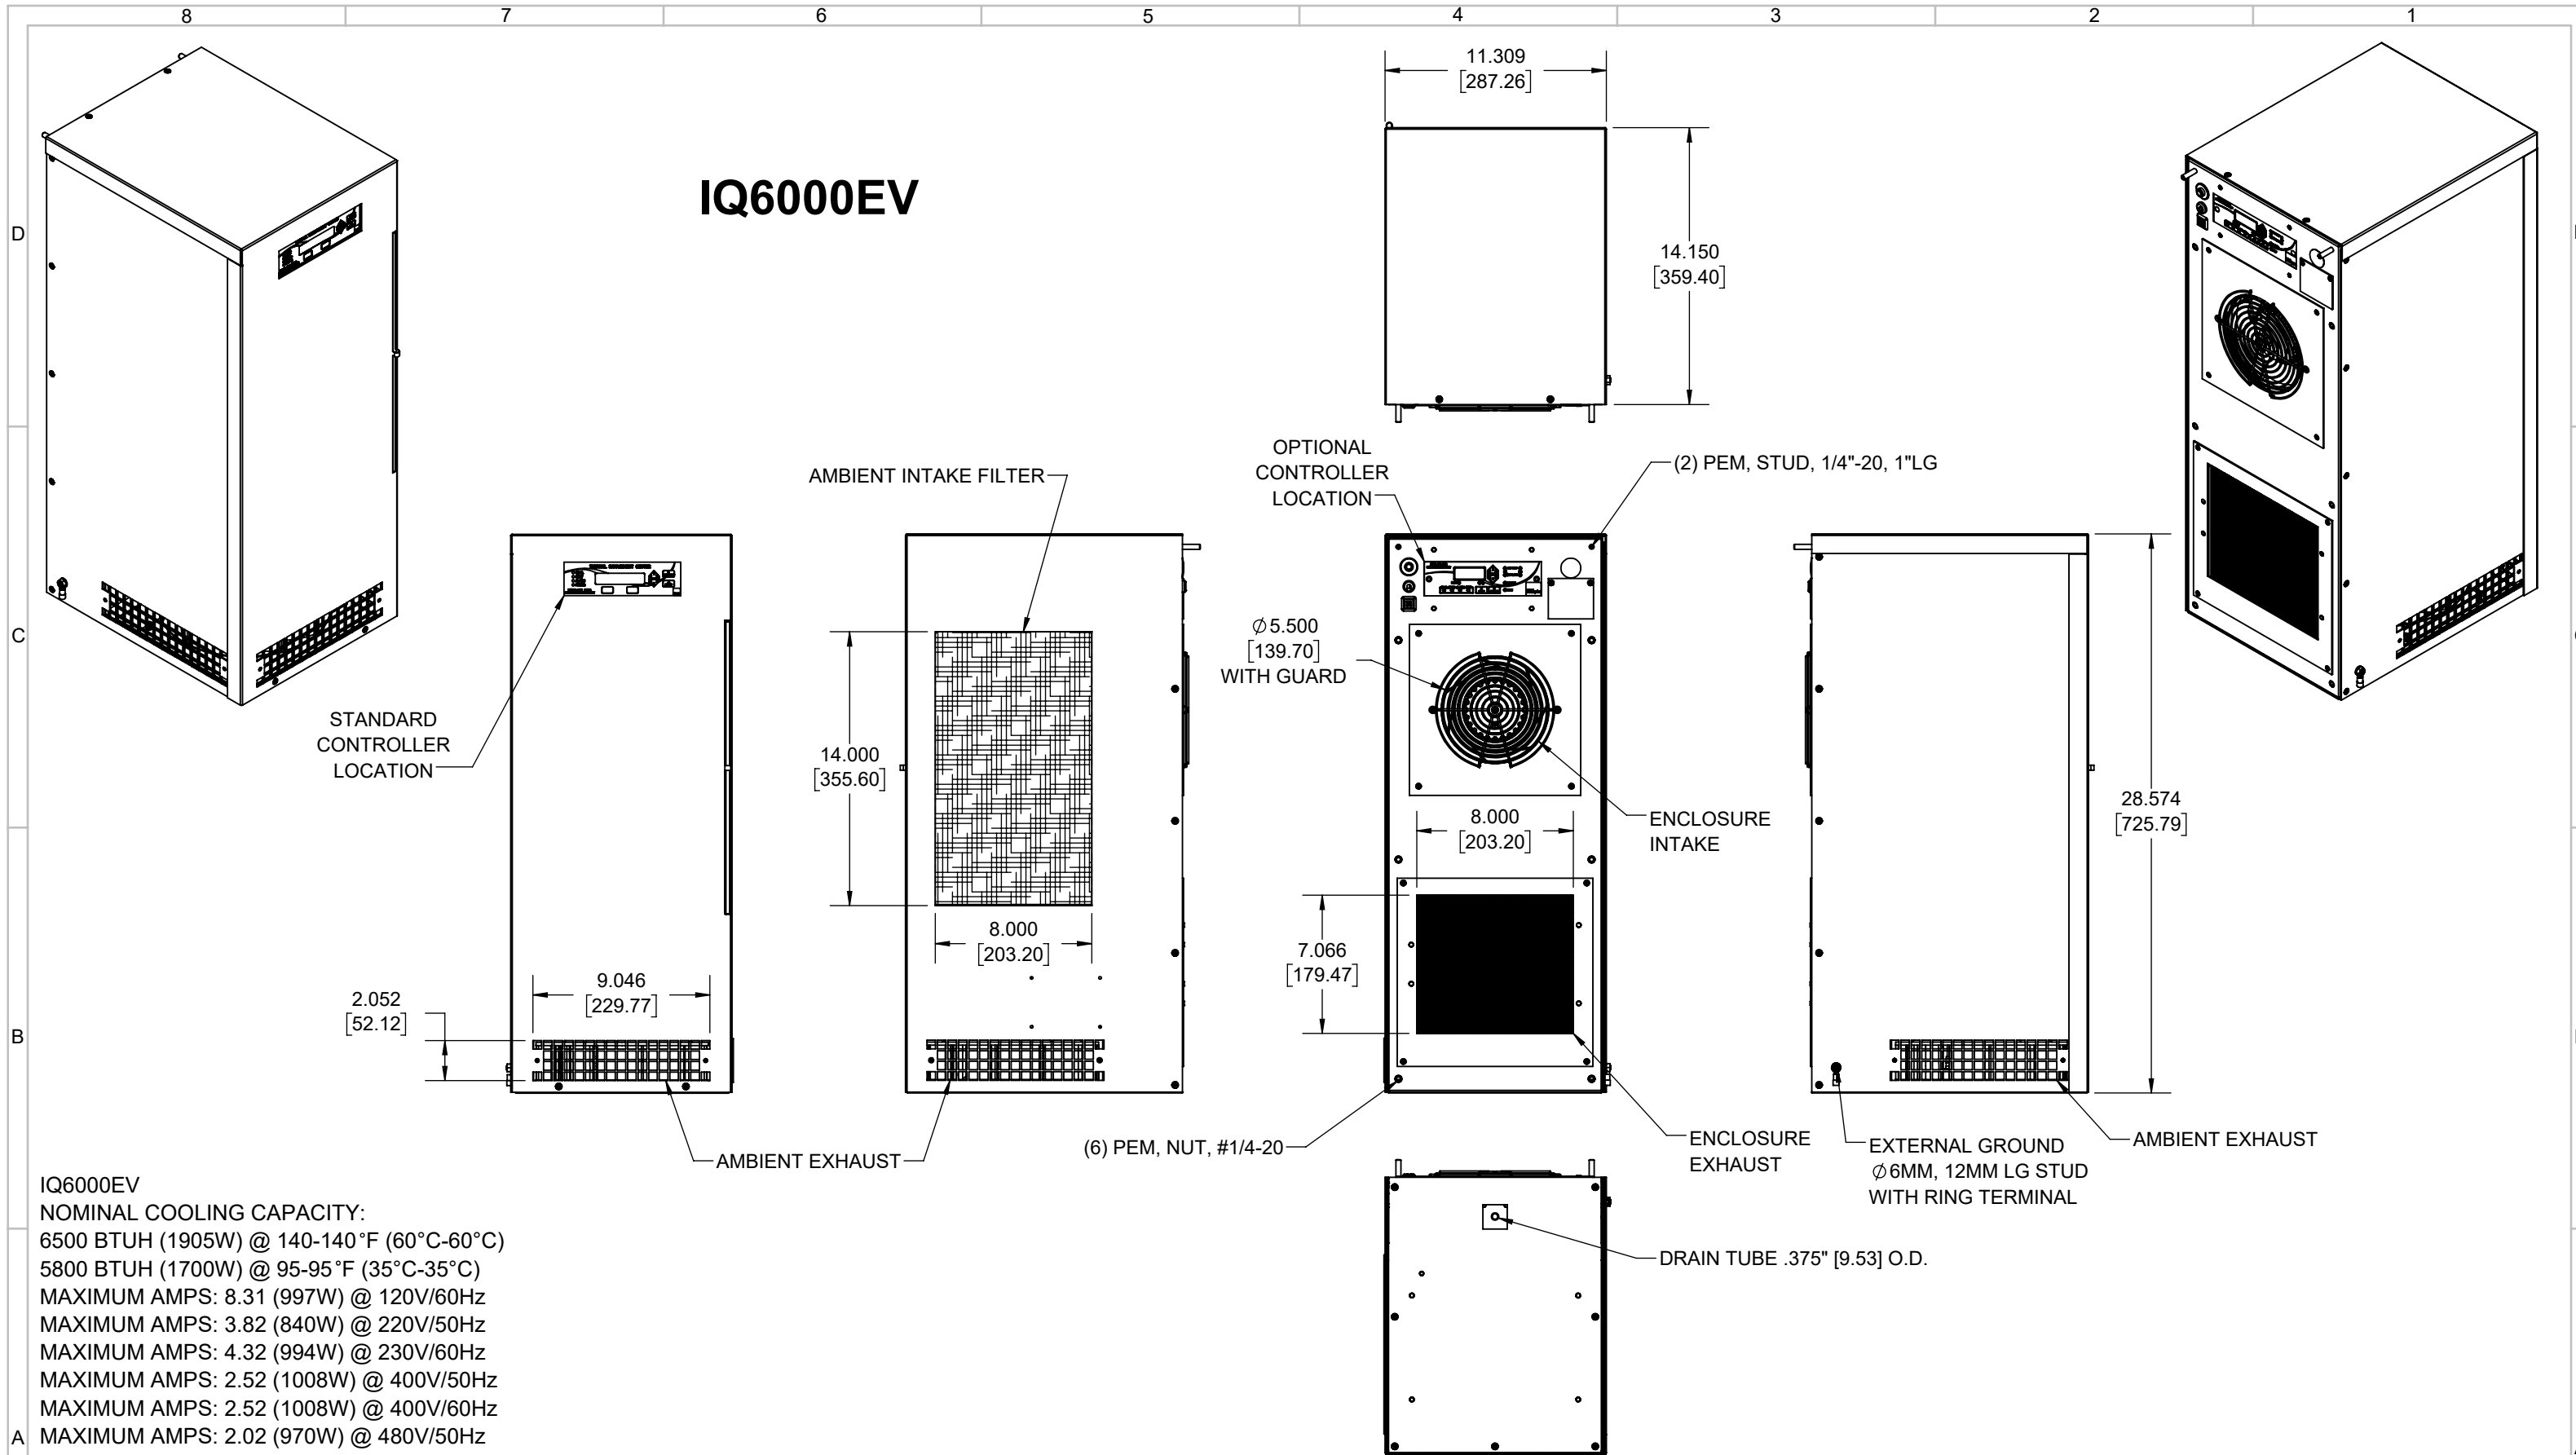 8 7 6 5 4 3 2 1
D
C
B
A
IQ6000EV
11.309
[287.26]
14.150
[359.40]
AMBIENT INTAKE FILTER
OPTIONAL
CONTROLLER
LOCATION
(2) PEM, STUD, 1/4"-20, 1"LG
STANDARD
CONTROLLER
LOCATION
14.000
[355.60]
8.000
[203.20]
9.046
[229.77]
2.052
[52.12]
AMBIENT EXHAUST
∅5.500
[139.70]
WITH GUARD
ENCLOSURE
INTAKE
8.000
[203.20]
7.066
[179.47]
(6) PEM, NUT, #1/4-20
ENCLOSURE
EXHAUST
28.574
[725.79]
EXTERNAL GROUND
∅6MM, 12MM LG STUD
WITH RING TERMINAL
AMBIENT EXHAUST
DRAIN TUBE .375" [9.53] O.D.
IQ6000EV
NOMINAL COOLING CAPACITY:
6500 BTUH (1905W) @ 140-140°F (60°C-60°C)
5800 BTUH (1700W) @ 95-95°F (35°C-35°C)
MAXIMUM AMPS: 8.31 (997W) @ 120V/60Hz
MAXIMUM AMPS: 3.82 (840W) @ 220V/50Hz
MAXIMUM AMPS: 4.32 (994W) @ 230V/60Hz
MAXIMUM AMPS: 2.52 (1008W) @ 400V/50Hz
MAXIMUM AMPS: 2.52 (1008W) @ 400V/60Hz
MAXIMUM AMPS: 2.02 (970W) @ 480V/50Hz